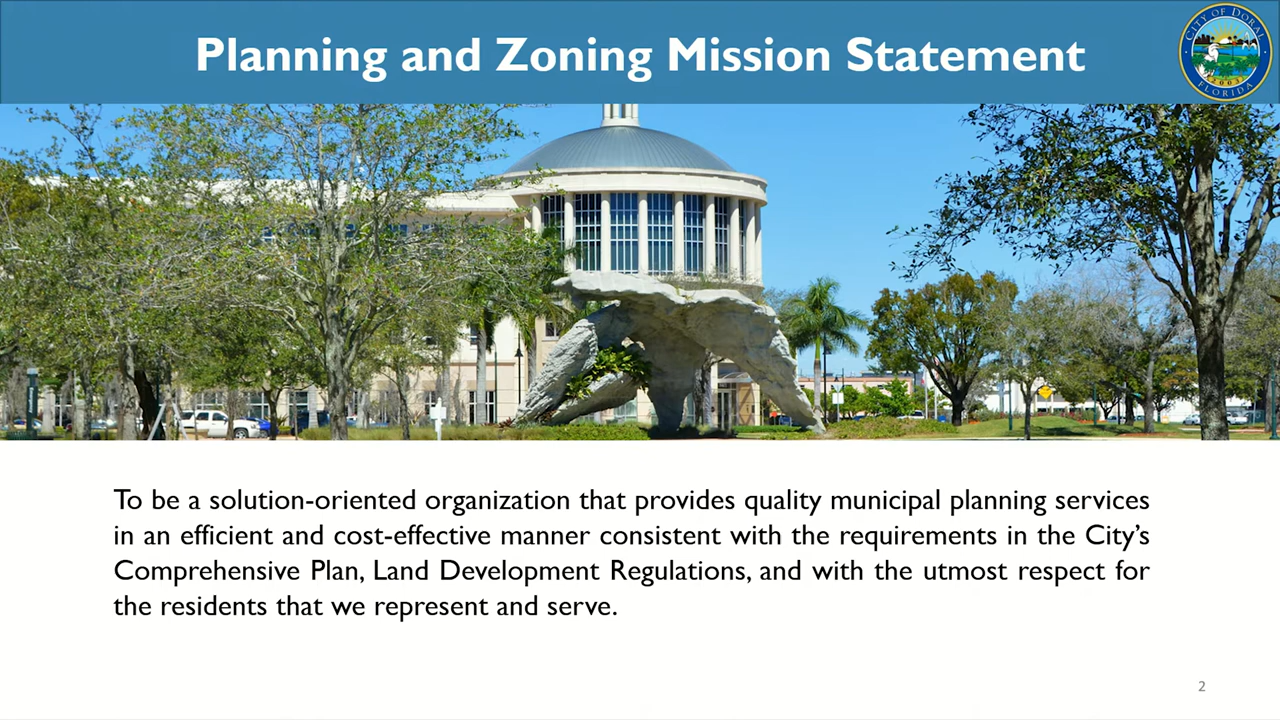 Planning and Zoning Mission Statement
CITY OF DORAL
2003
FLORIDA
To be a solution-oriented organization that provides quality municipal planning services
in an efficient and cost-effective manner consistent with the requirements in the City’s
Comprehensive Plan, Land Development Regulations, and with the utmost respect for
the residents that we represent and serve.
2